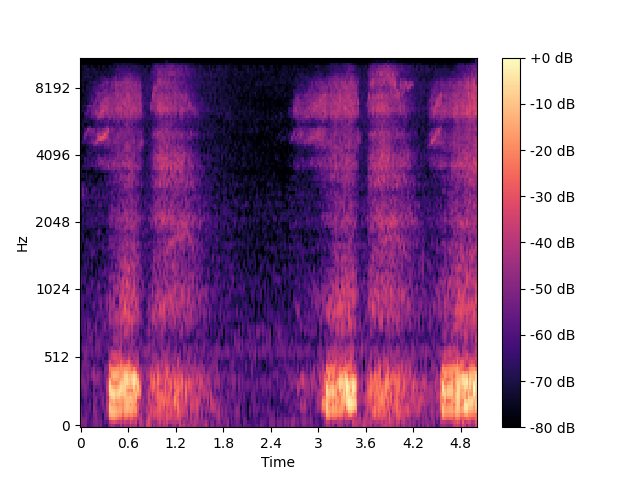 8192
4096
2048
1024
512
0
Hz
0 0.6 1.2 1.8 2.4 3 3.6 4.2 4.8
Time
+0 dB
-10 dB
-20 dB
-30 dB
-40 dB
-50 dB
-60 dB
-70 dB
-80 dB